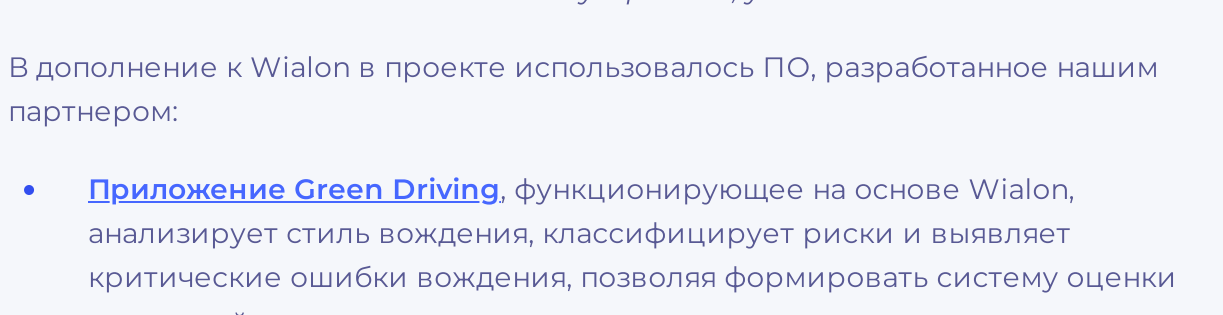 В дополнение к Wialon в проекте использовалось ПО, разработанное нашим
партнером:
Приложение Green Driving, функционирующее на основе Wialon,
анализирует стиль вождения, классифицирует риски и выявляет
критические ошибки вождения, позволяя формировать систему оценки